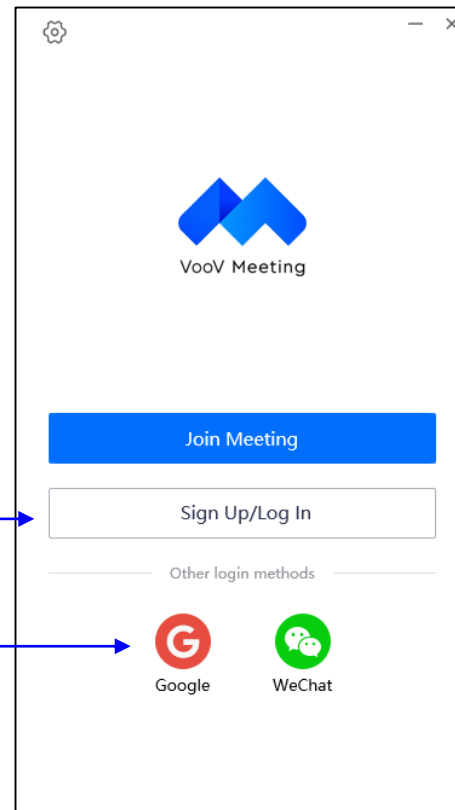 VooV Meeting
Join Meeting
Sign Up/Log In
Other login methods
Google WeChat